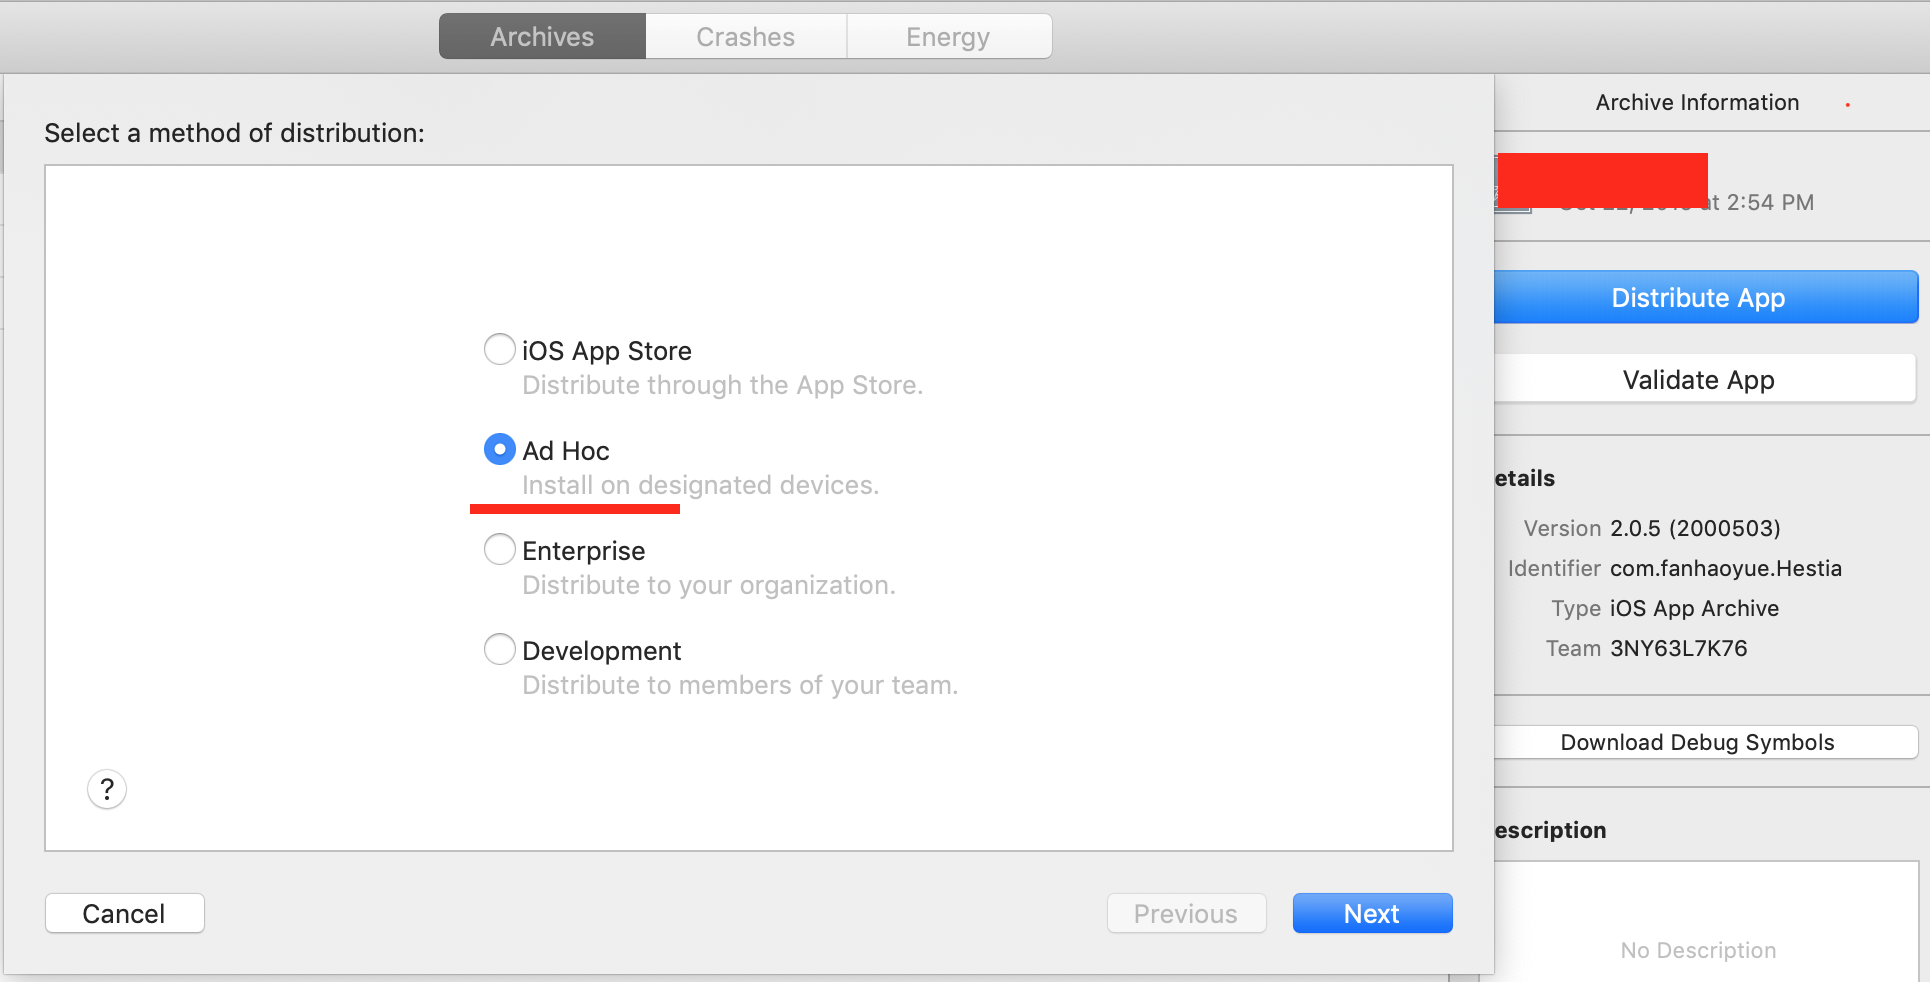 Archives
Crashes
Energy
Select a method of distribution:
iOS App Store
Distribute through the App Store.
Ad Hoc
Install on designated devices.
Enterprise
Distribute to your organization.
Development
Distribute to members of your team.
?
Cancel
Previous
Next
Archive Information
at 2:54 PM
Distribute App
Validate App
etails
Version 2.0.5 (2000503)
Identifier com.fanhaoyue.Hestia
Type iOS App Archive
Team 3NY63L7K76
Download Debug Symbols
escription
No Description